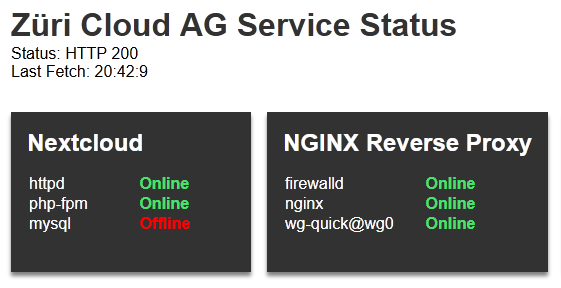 Züri Cloud AG Service Status
Status: HTTP 200
Last Fetch: 20:42:9
Nextcloud
httpd Online
php-fpm Online
mysql Offline
NGINX Reverse Proxy
firewalld Online
nginx Online
wg-quick@wg0 Online